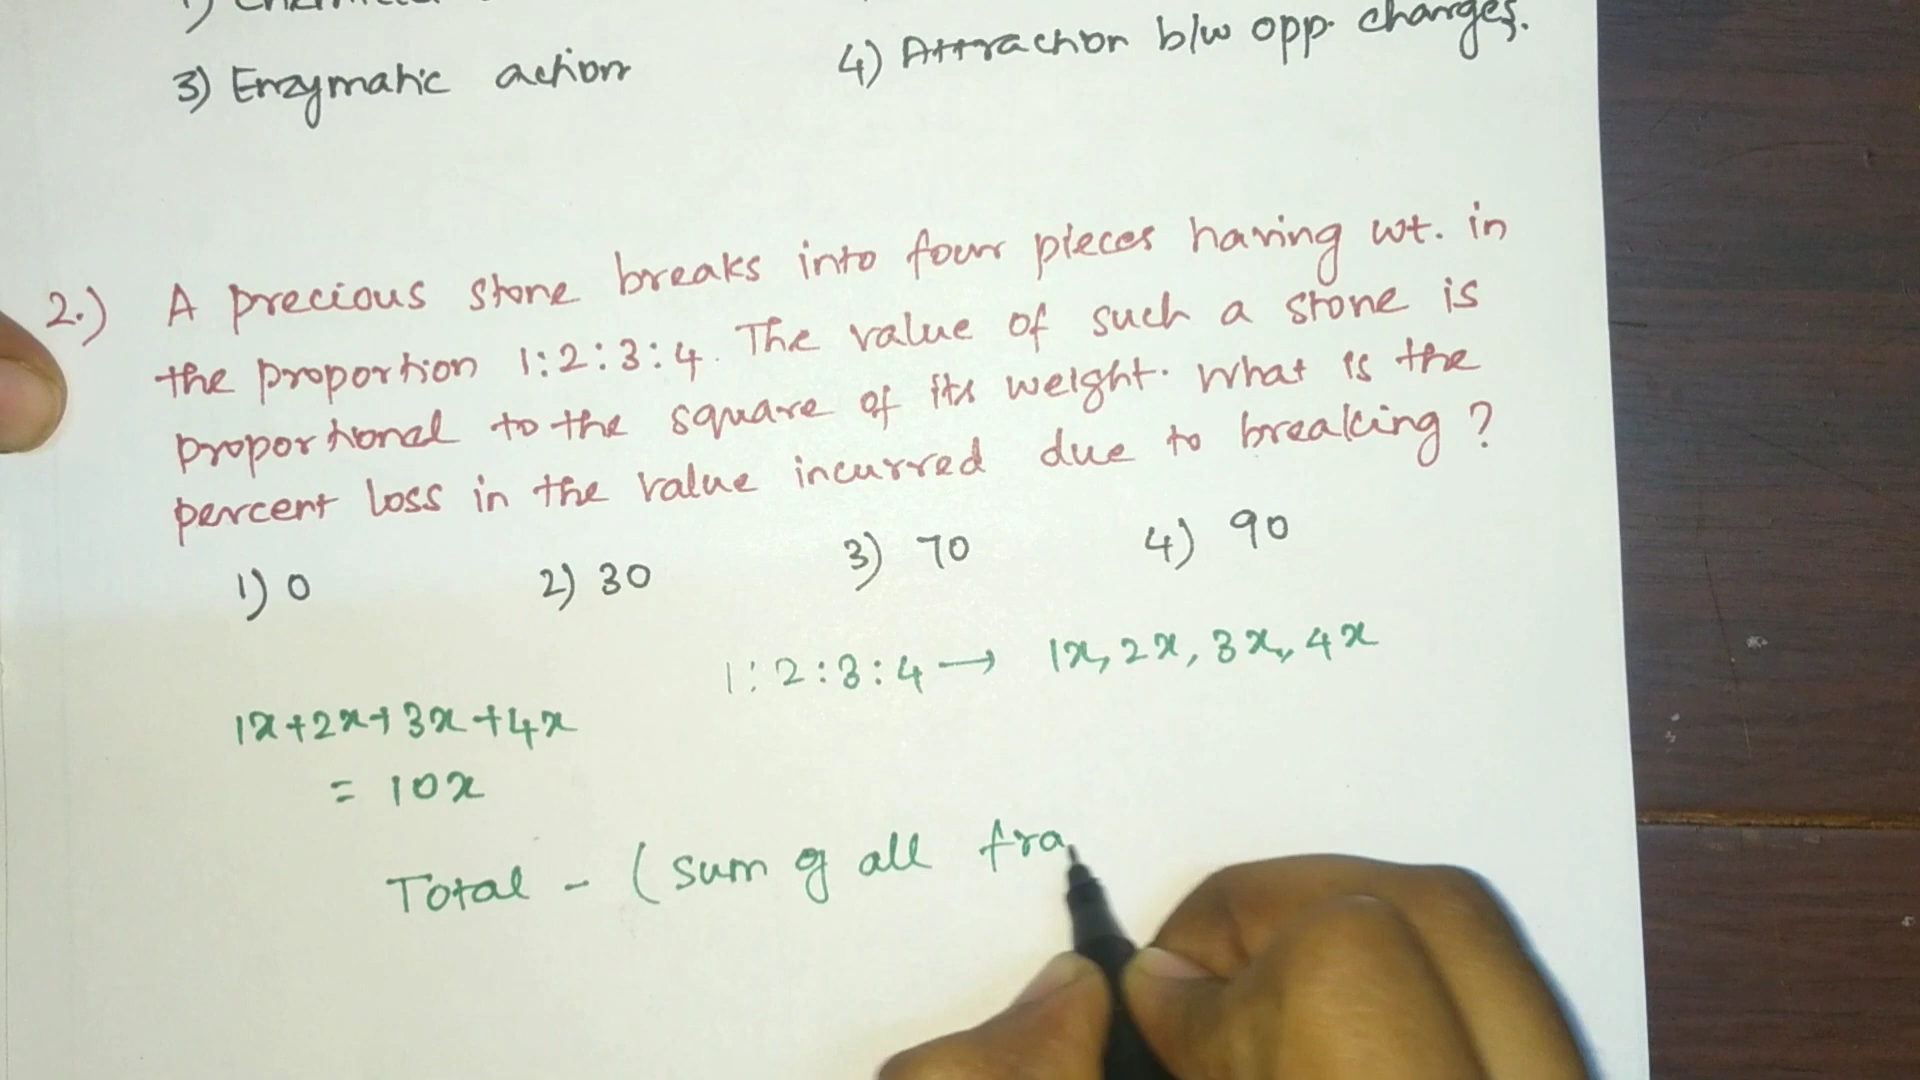 3) Enzymatic action 4) Attraction b/w opp. charges.
2.) A precious stone breaks into four pieces having wt. in
the proportion 1:2:3:4. The value of such a stone is
proportional to the square of its weight. What is the
percent loss in the value incurred due to breaking?
1) 0 2) 30 3) 70 4) 90
1:2:3:4 → 1x, 2x, 3x, 4x
1x+2x+3x+4x
= 10x
Total - (sum of all fra